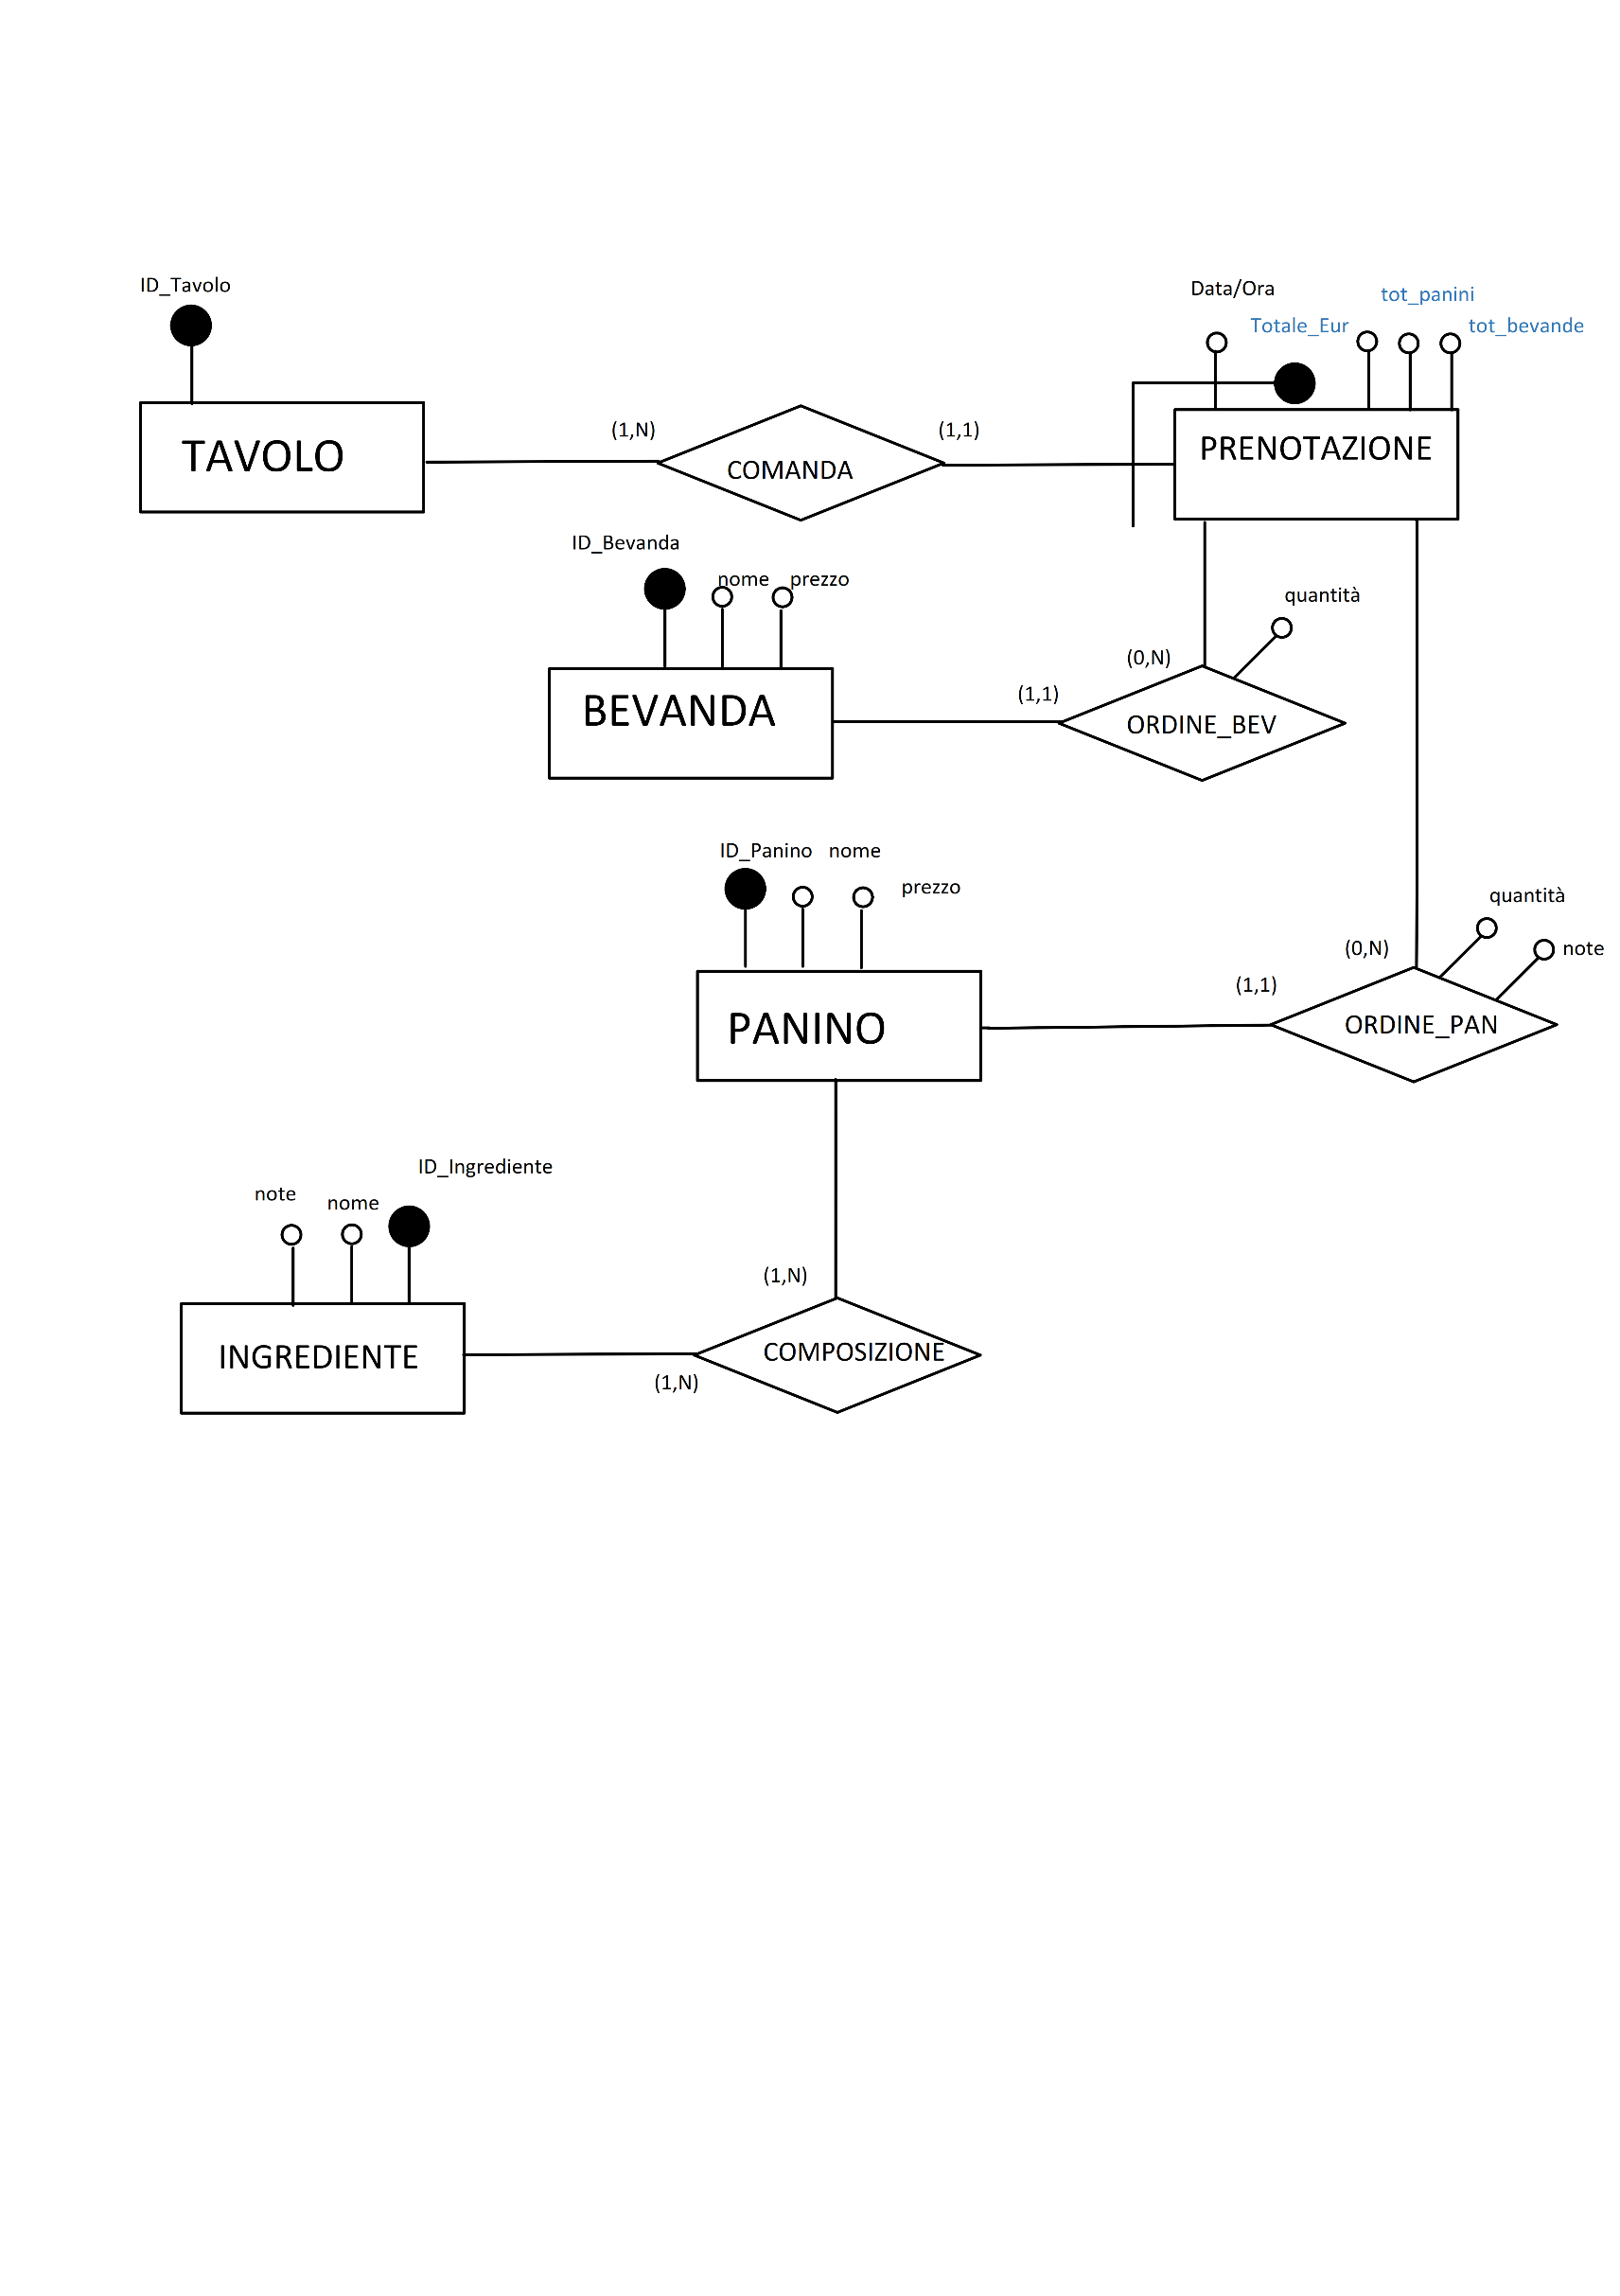 ID_Tavolo
Data/Ora
tot_panini
Totale_Eur
tot_bevande
TAVOLO
(1,N)
COMANDA
(1,1)
PRENOTAZIONE
ID_Bevanda
nome
prezzo
quantità
BEVANDA
(1,1)
(0,N)
ORDINE_BEV
ID_Panino
nome
prezzo
quantità
note
PANINO
(1,1)
(0,N)
ORDINE_PAN
ID_Ingrediente
note
nome
INGREDIENTE
(1,N)
(1,N)
COMPOSIZIONE